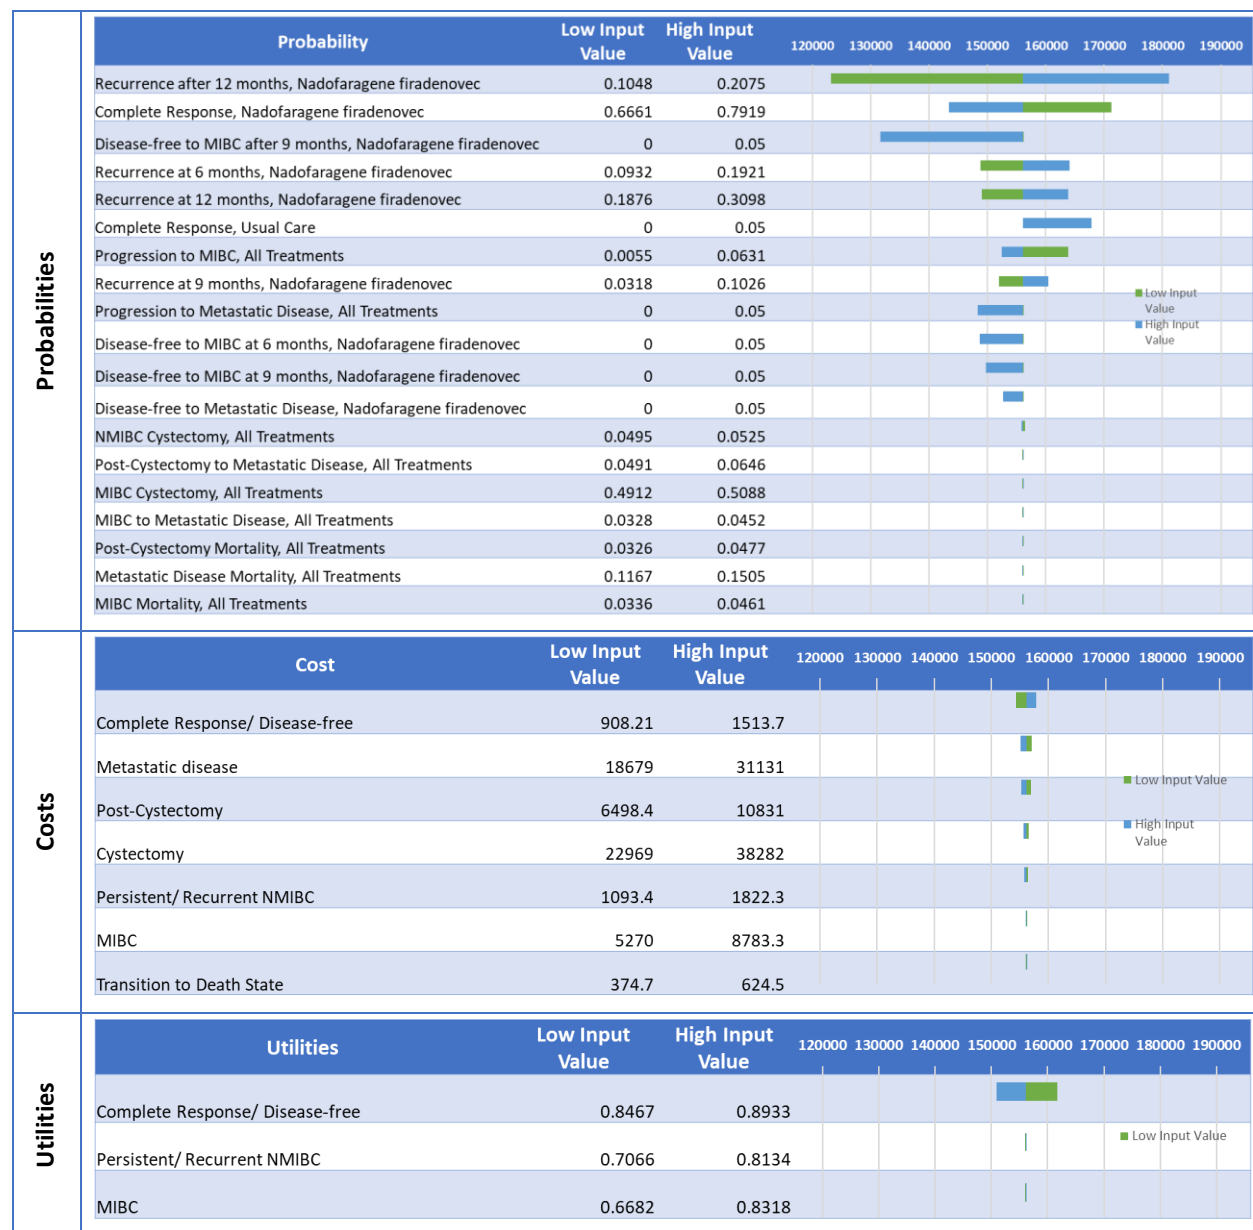 Probabilities
Probability Low Input Value High Input Value 120000 130000 140000 150000 160000 170000 180000 190000
Recurrence after 12 months, Nadofaragene firadenovec 0.1048 0.2075
Complete Response, Nadofaragene firadenovec 0.6661 0.7919
Disease-free to MIBC after 9 months, Nadofaragene firadenovec 0 0.05
Recurrence at 6 months, Nadofaragene firadenovec 0.0932 0.1921
Recurrence at 12 months, Nadofaragene firadenovec 0.1876 0.3098
Complete Response, Usual Care 0 0.05
Progression to MIBC, All Treatments 0.0055 0.0631
Recurrence at 9 months, Nadofaragene firadenovec 0.0318 0.1026
Low Input Value
Progression to Metastatic Disease, All Treatments 0 0.05
High Input Value
Disease-free to MIBC at 6 months, Nadofaragene firadenovec 0 0.05
Disease-free to MIBC at 9 months, Nadofaragene firadenovec 0 0.05
Disease-free to Metastatic Disease, Nadofaragene firadenovec 0 0.05
NMIBC Cystectomy, All Treatments 0.0495 0.0525
Post-Cystectomy to Metastatic Disease, All Treatments 0.0491 0.0646
MIBC Cystectomy, All Treatments 0.4912 0.5088
MIBC to Metastatic Disease, All Treatments 0.0328 0.0452
Post-Cystectomy Mortality, All Treatments 0.0326 0.0477
Metastatic Disease Mortality, All Treatments 0.1167 0.1505
MIBC Mortality, All Treatments 0.0336 0.0461
Costs
Cost Low Input Value High Input Value 120000 130000 140000 150000 160000 170000 180000 190000
Complete Response/ Disease-free 908.21 1513.7
Metastatic disease 18679 31131
Low Input Value
Post-Cystectomy 6498.4 10831
High Input Value
Cystectomy 22969 38282
Persistent/ Recurrent NMIBC 1093.4 1822.3
MIBC 5270 8783.3
Transition to Death State 374.7 624.5
Utilities
Utilities Low Input Value High Input Value 120000 130000 140000 150000 160000 170000 180000 190000
Complete Response/ Disease-free 0.8467 0.8933
Low Input Value
Persistent/ Recurrent NMIBC 0.7066 0.8134
MIBC 0.6682 0.8318